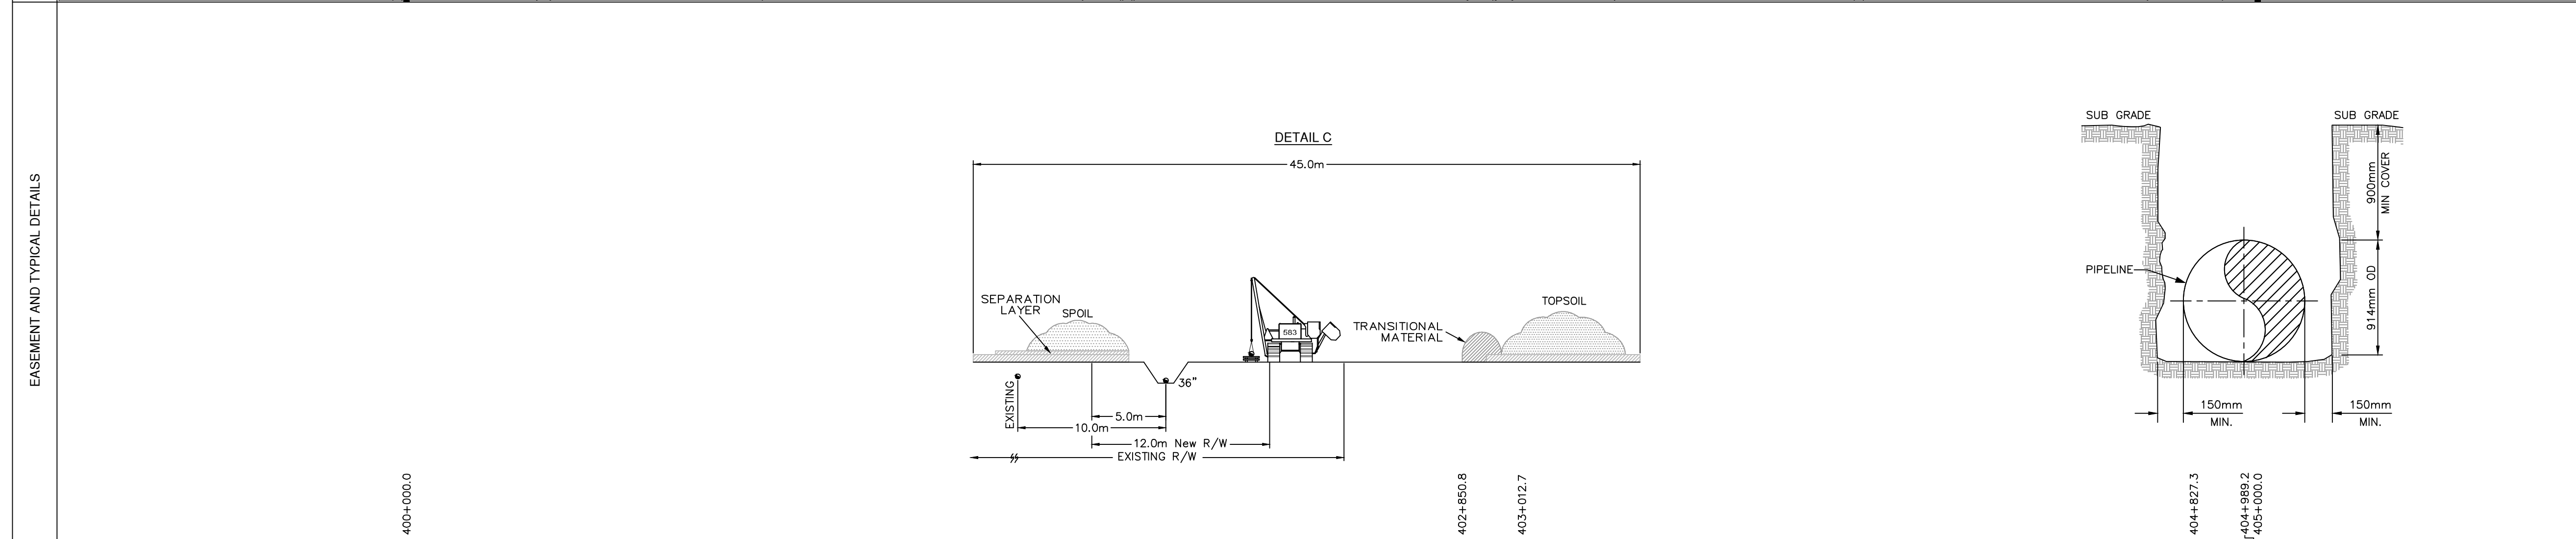 EASEMENT AND TYPICAL DETAILS
DETAIL C
45.0m
SEPARATION
LAYER
SPOIL
583
TRANSITIONAL
MATERIAL
TOPSOIL
36"
EXISTING
5.0m
10.0m
12.0m New R/W
EXISTING R/W
SUB GRADE
SUB GRADE
900mm
MIN COVER
PIPELINE
914mm OD
150mm
MIN.
150mm
MIN.
400+000.0
402+850.8
403+012.7
404+827.3
404+989.2
405+000.0